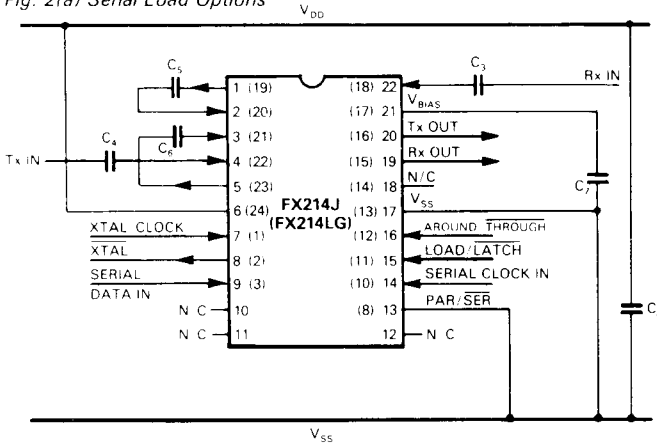 Fig. 2(a) Serial Load Options
V_DD
C₅
1 (19)
2 (20)
3 (21)
C₆
C₄
Tx IN
4 (22)
5 (23)
6 (24)
XTAL CLOCK
7 (1)
XTAL
8 (2)
SERIAL
9 (3)
DATA IN
N C
10
N C
11
FX214J
(FX214LG)
(18) 22
C₃
Rx IN
V_BIAS
(17) 21
(16) 20
Tx OUT
(15) 19
Rx OUT
(14) 18
N/C
(13) 17
V_SS
C₇
(12) 16
AROUND THROUGH
(11) 15
LOAD/LATCH
(10) 14
SERIAL CLOCK IN
(8) 13
PAR/SER
12
N C
C
V_SS